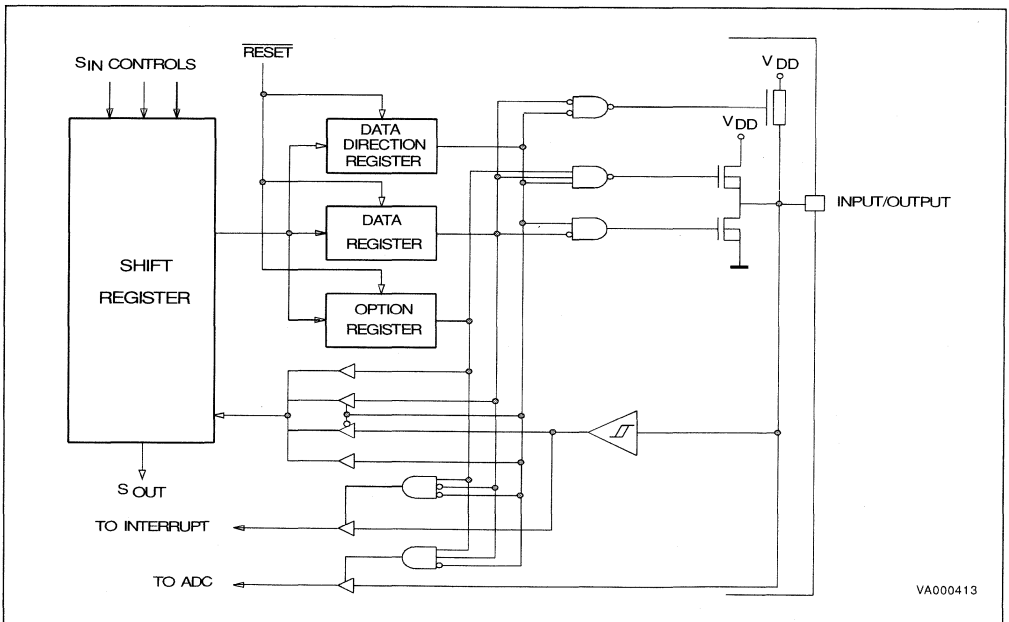 RESET
SIN CONTROLS
VDD
DATA
DIRECTION
REGISTER
VDD
INPUT/OUTPUT
DATA
REGISTER
SHIFT
REGISTER
OPTION
REGISTER
SOUT
TO INTERRUPT
TO ADC
VA000413